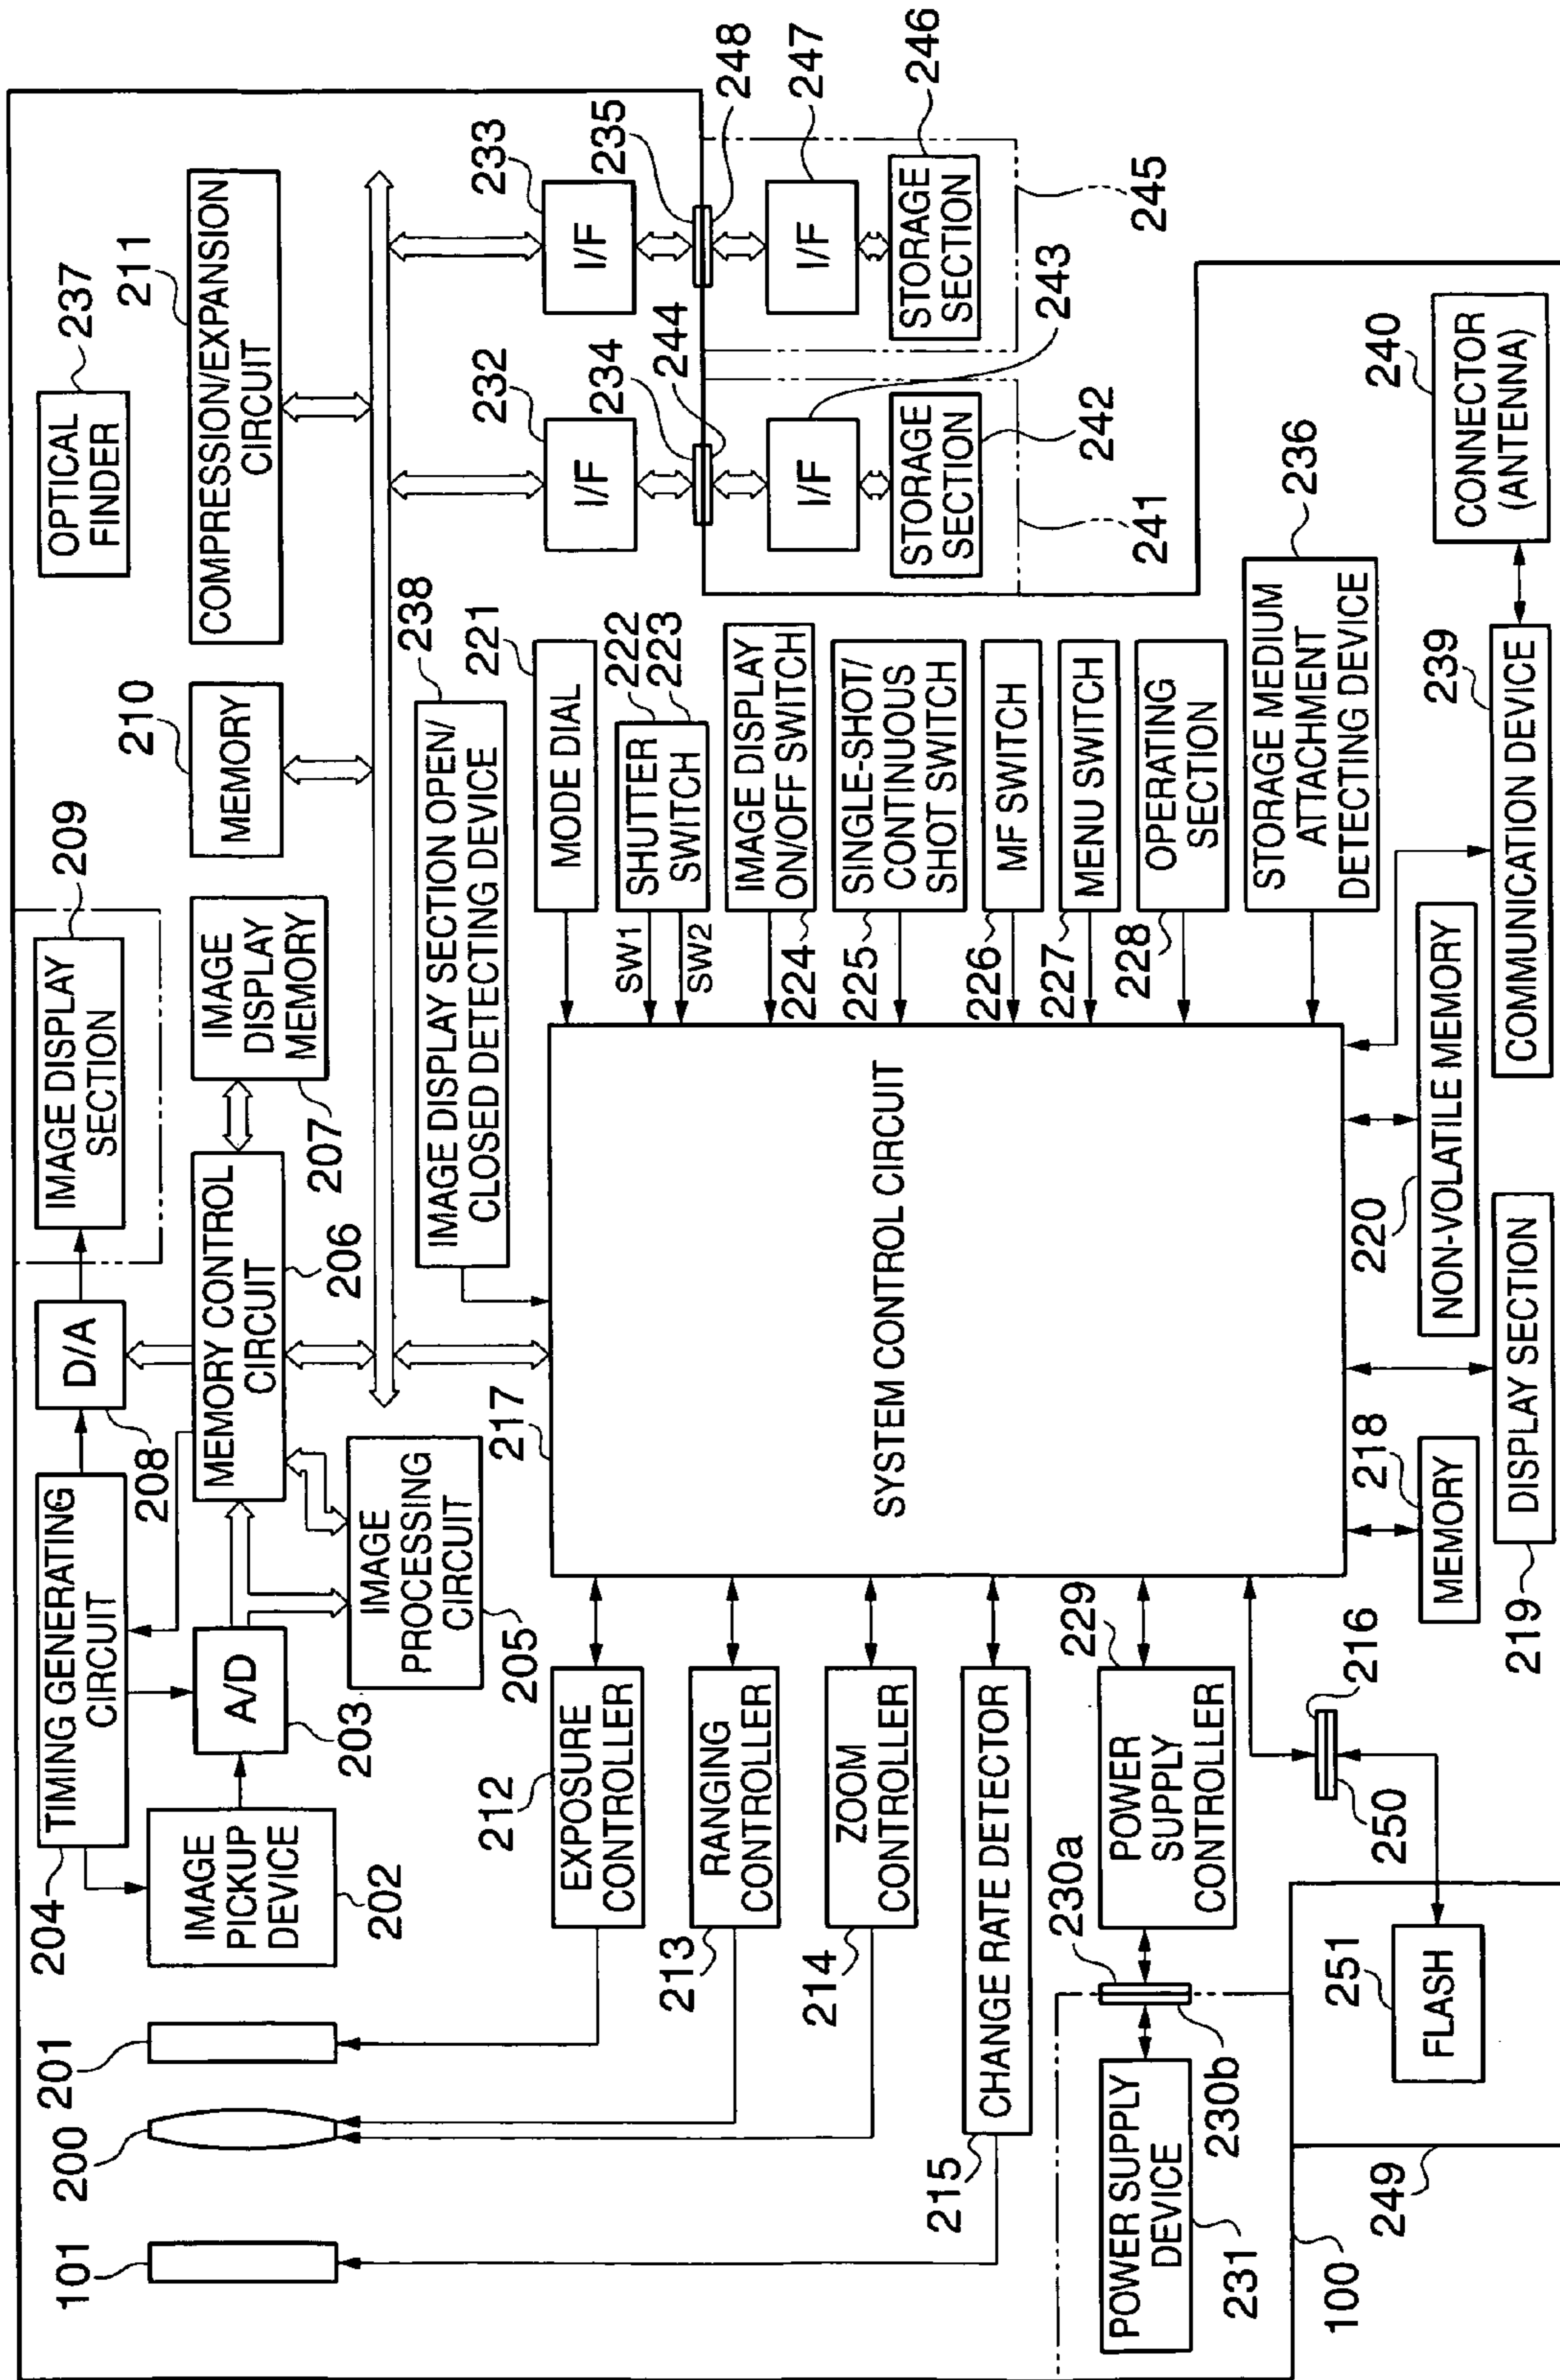 101
200
201
204
TIMING GENERATING
CIRCUIT
D/A
208
IMAGE DISPLAY
SECTION
209
OPTICAL
FINDER
237
IMAGE
PICKUP
DEVICE
202
A/D
203
MEMORY CONTROL
CIRCUIT
206
IMAGE
DISPLAY
MEMORY
207
210
MEMORY
211
COMPRESSION/EXPANSION
CIRCUIT
IMAGE
PROCESSING
CIRCUIT
205
IMAGE DISPLAY SECTION OPEN/
CLOSED DETECTING DEVICE
238
232
I/F
233
I/F
234
244
235
248
I/F
243
I/F
247
STORAGE
SECTION
242
STORAGE
SECTION
246
241
245
212
EXPOSURE
CONTROLLER
RANGING
CONTROLLER
213
ZOOM
CONTROLLER
214
CHANGE RATE DETECTOR
215
229
POWER
SUPPLY
CONTROLLER
230a
230b
POWER SUPPLY
DEVICE
231
217
SYSTEM CONTROL CIRCUIT
MODE DIAL
221
SW1
SW2
SHUTTER
SWITCH
222
223
IMAGE DISPLAY
ON/OFF SWITCH
224
SINGLE-SHOT/
CONTINUOUS
SHOT SWITCH
225
MF SWITCH
226
MENU SWITCH
227
OPERATING
SECTION
228
STORAGE MEDIUM
ATTACHMENT
DETECTING DEVICE
236
216
250
251
FLASH
249
100
MEMORY
218
DISPLAY SECTION
219
NON-VOLATILE MEMORY
220
COMMUNICATION DEVICE
239
CONNECTOR
(ANTENNA)
240